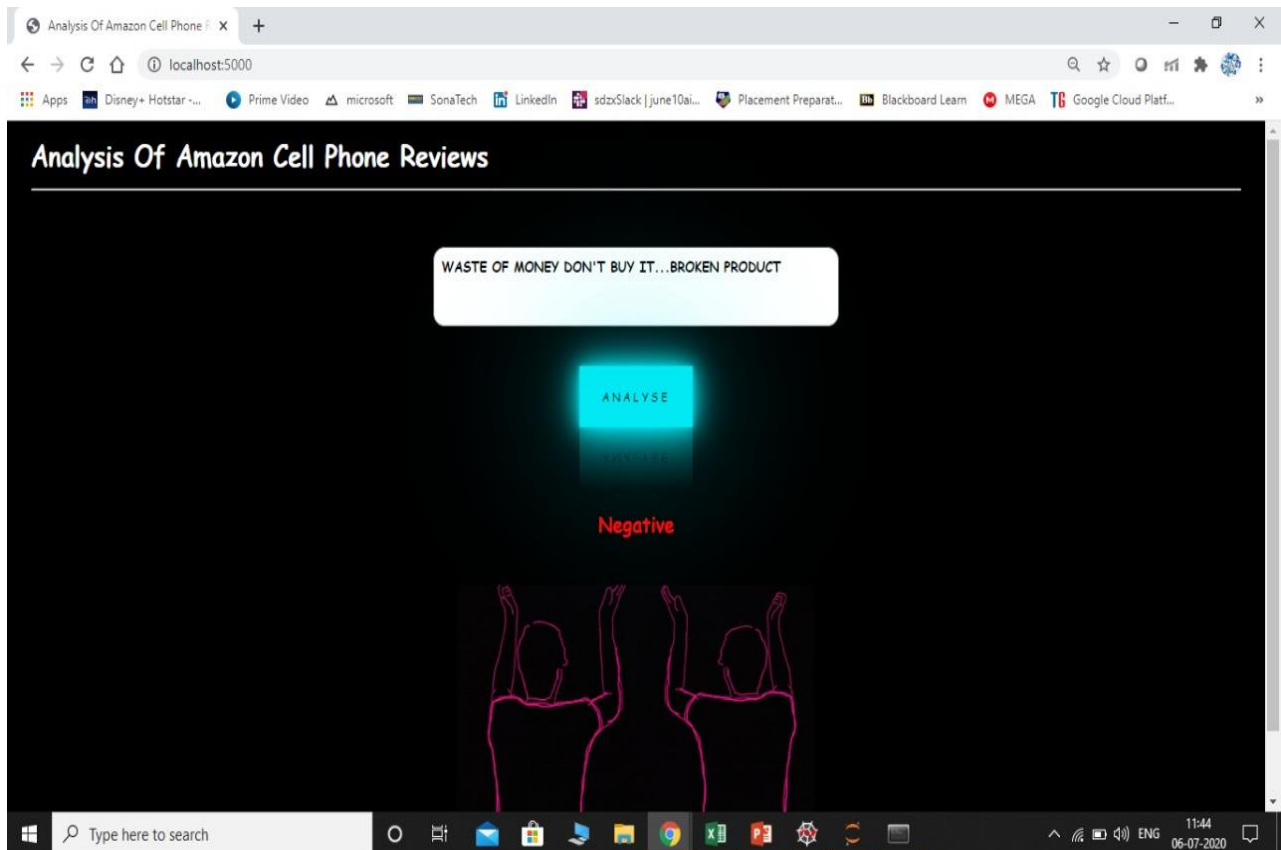 Analysis Of Amazon Cell Phone R
localhost:5000
Apps
Disney+ Hotstar -...
Prime Video
microsoft
SonaTech
LinkedIn
sdzxSlack | june10ai...
Placement Preparat...
Bb
Blackboard Learn
MEGA
Google Cloud Platf...
»
Analysis Of Amazon Cell Phone Reviews
WASTE OF MONEY DON'T BUY IT...BROKEN PRODUCT
ANALYSE
Negative
Type here to search
ENG
11:44
06-07-2020